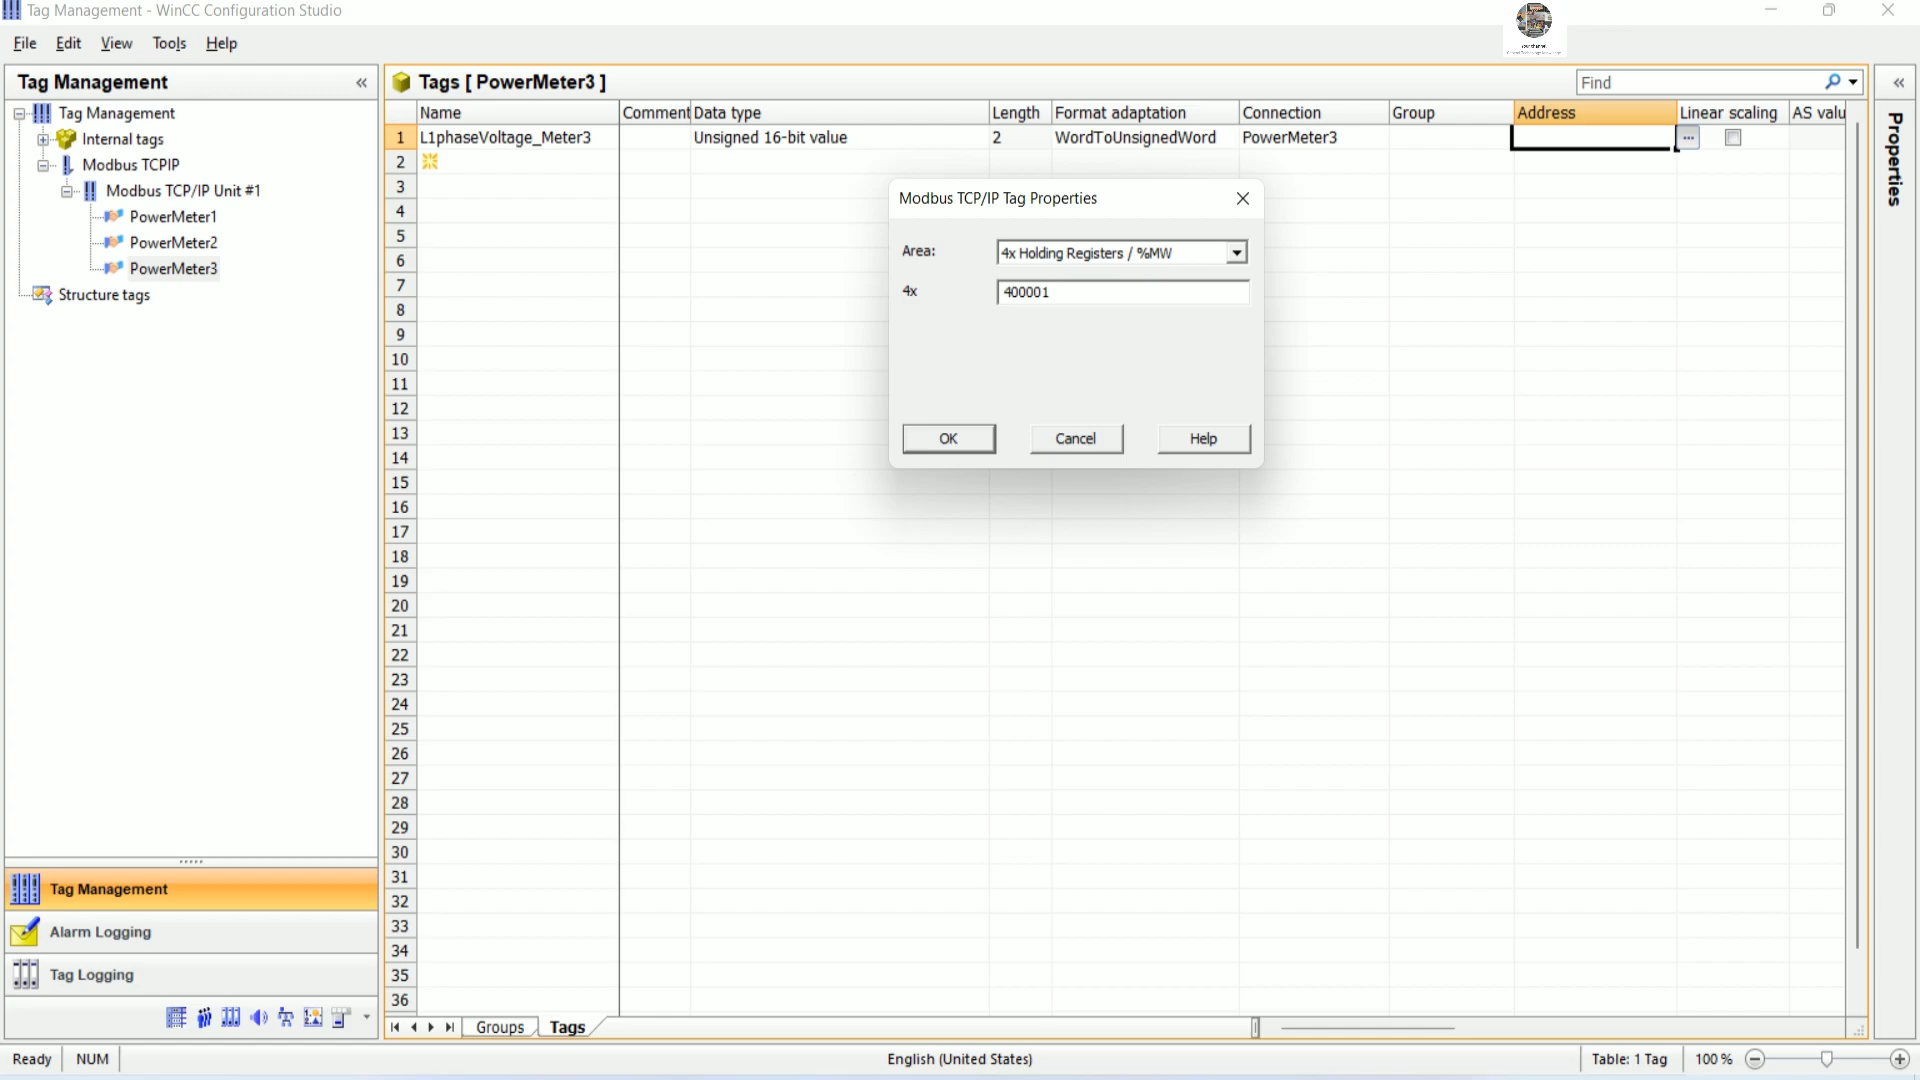 Tag Management - WinCC Configuration Studio
Your channel
File Edit View Tools Help
Tag Management «
Tags [ PowerMeter3 ]
Find
«
Tag Management
Internal tags
Modbus TCPIP
Modbus TCP/IP Unit #1
PowerMeter1
PowerMeter2
PowerMeter3
Structure tags
Name Comment Data type Length Format adaptation Connection Group Address Linear scaling AS valu
1 L1phaseVoltage_Meter3 Unsigned 16-bit value 2 WordToUnsignedWord PowerMeter3 ...
2
3
4
5
6
7
8
9
10
11
12
13
14
15
16
17
18
19
20
21
22
23
24
25
26
27
28
29
30
31
32
33
34
35
36
Modbus TCP/IP Tag Properties
Area: 4x Holding Registers / %MW
4x 400001
OK Cancel Help
Properties
Tag Management
Alarm Logging
Tag Logging
Groups Tags
Ready NUM English (United States) Table: 1 Tag 100 %